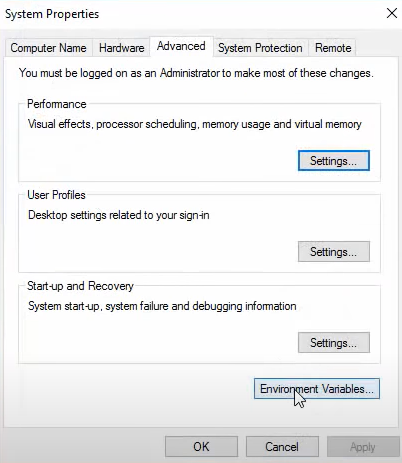 System Properties
Computer Name Hardware Advanced System Protection Remote
You must be logged on as an Administrator to make most of these changes.
Performance
Visual effects, processor scheduling, memory usage and virtual memory
Settings...
User Profiles
Desktop settings related to your sign-in
Settings...
Start-up and Recovery
System start-up, system failure and debugging information
Settings...
Environment Variables...
OK Cancel Apply